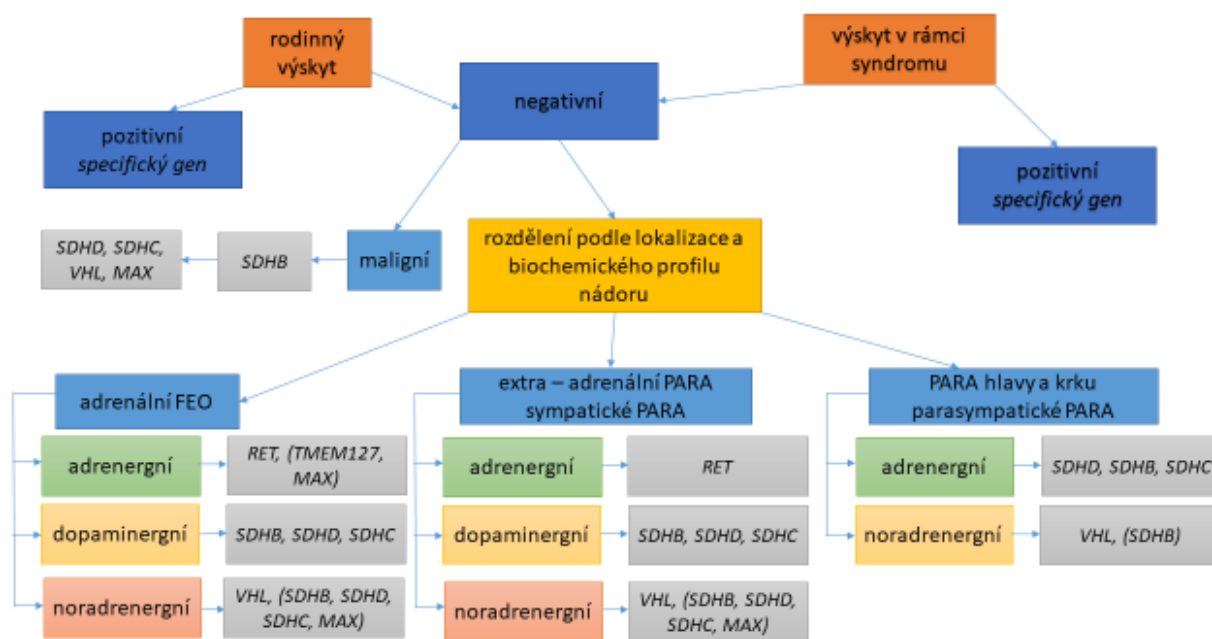 rodinný
výskyt
výskyt v rámci
syndromu
negativní
pozitivní
specifický gen
pozitivní
specifický gen
SDHD, SDHC,
VHL, MAX
SDHB
maligní
rozdělení podle lokalizace a
biochemického profilu
nádoru
adrenální FEO
extra – adrenální PARA
sympatické PARA
PARA hlavy a krku
parasympatické PARA
adrenergní
RET, (TMEM127,
MAX)
adrenergní
RET
adrenergní
SDHD, SDHB, SDHC
dopaminergní
SDHB, SDHD, SDHC
dopaminergní
SDHB, SDHD, SDHC
noradrenergní
VHL, (SDHB)
noradrenergní
VHL, (SDHB, SDHD,
SDHC, MAX)
noradrenergní
VHL, (SDHB, SDHD,
SDHC, MAX)